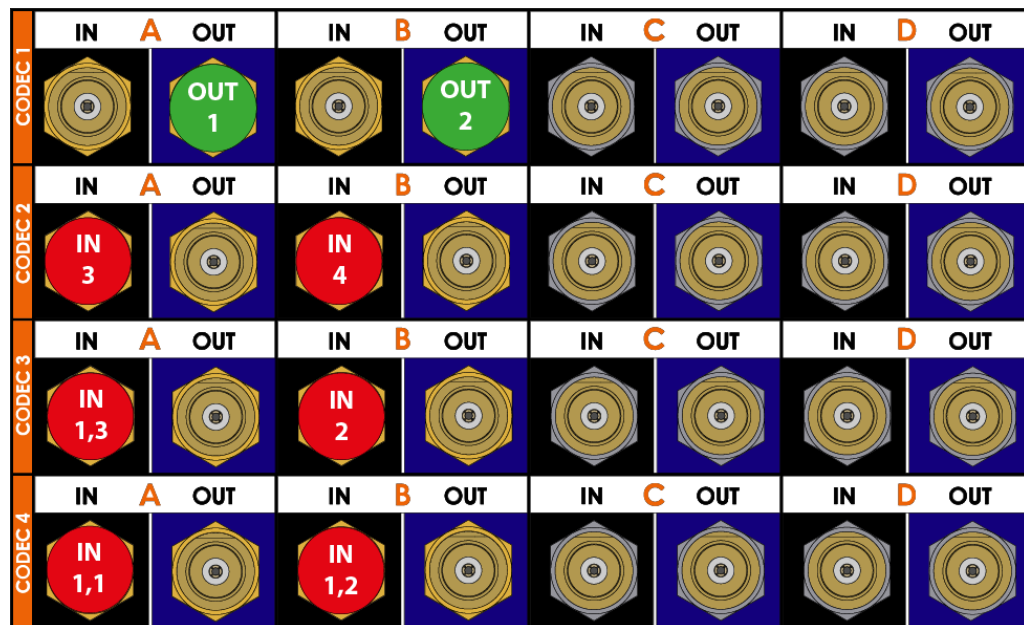 CODEC 1
IN A OUT IN B OUT IN C OUT IN D OUT
OUT
1
OUT
2
CODEC 2
IN A OUT IN B OUT IN C OUT IN D OUT
IN
3
IN
4
CODEC 3
IN A OUT IN B OUT IN C OUT IN D OUT
IN
1,3
IN
2
CODEC 4
IN A OUT IN B OUT IN C OUT IN D OUT
IN
1,1
IN
1,2